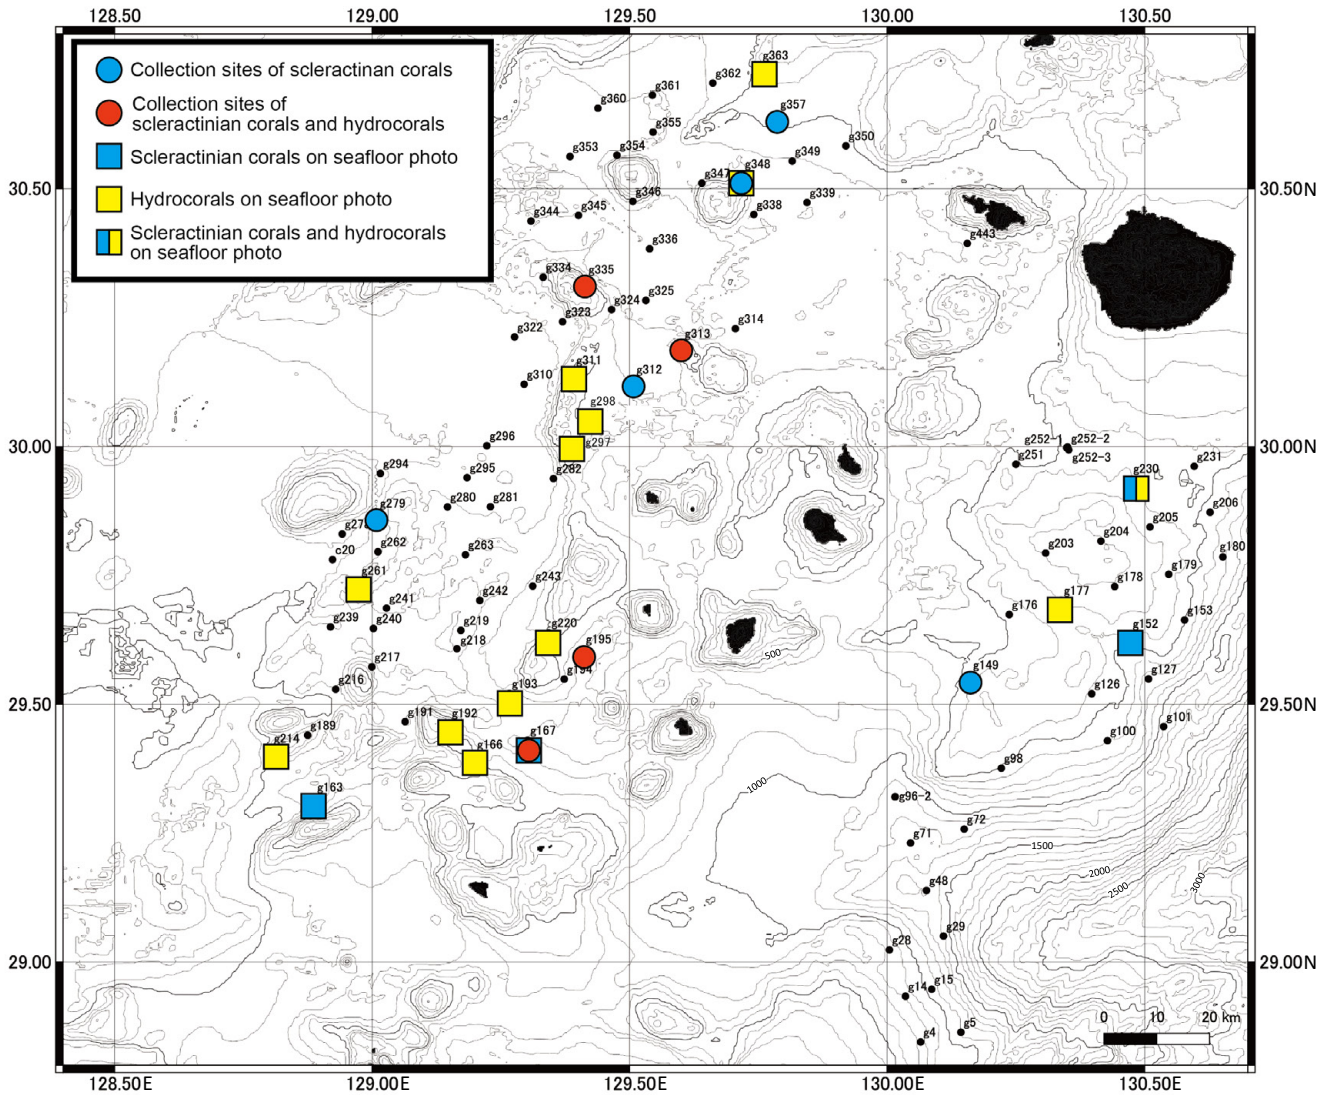 128.50 129.00 129.50 130.00 130.50
Collection sites of scleractinan corals
Collection sites of
scleractinian corals and hydrocorals
Scleractinian corals on seafloor photo
Hydrocorals on seafloor photo
Scleractinian corals and hydrocorals
on seafloor photo
g363
g362
g361
g360
g357
g355
g350
g354
g353
g349
g348
g347
30.50 30.50N
g346
g339
g345
g344
g338
g336
g443
g335
g334
g325
g324
g323
g322
g314
g313
g312
g311
g310
g298
g296
g297
30.00 30.00N
g252-1
g252-2
g252-3
g251
g231
g230
g294
g295
g282
g279
g280
g281
g206
g205
g204
g203
g180
c20
g262
g263
g261
g179
g178
g177
g176
g243
g242
g241
g240
g239
g153
g152
g220
g219
g218
g195
g194
g217
g216
500
g149
g127
g126
29.50 29.50N
g193
g192
g191
g189
g214
g167
g166
g163
g101
g100
g98
g96-2
1000
g72
g71
1500
2000
2500
3000
g48
g29
g28
29.00 29.00N
g15
g14
g5
g4
0 10 20 km
128.50E 129.00E 129.50E 130.00E 130.50E